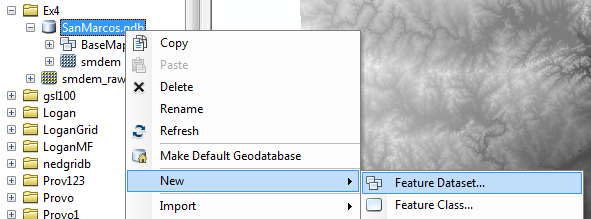 Ex4
SanMarcos.gdb
BaseMap
smdem
smdem_raw
gsl100
Logan
LoganGrid
LoganMF
nedgridb
Prov123
Provo
Provo1
Copy
Paste
Delete
Rename
Refresh
Make Default Geodatabase
New
Import
Feature Dataset...
Feature Class...